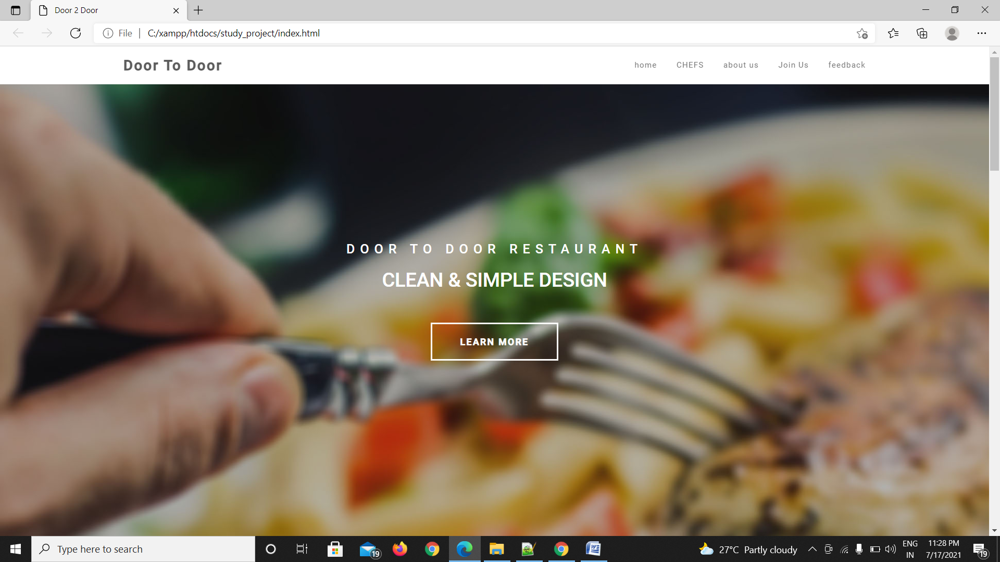 Door 2 Door
File
C:/xampp/htdocs/study_project/index.html
Door To Door
home
CHEFS
about us
Join Us
feedback
DOOR TO DOOR RESTAURANT
CLEAN & SIMPLE DESIGN
LEARN MORE
Type here to search
19
27°C Partly cloudy
ENG
IN
11:28 PM
7/17/2021
19